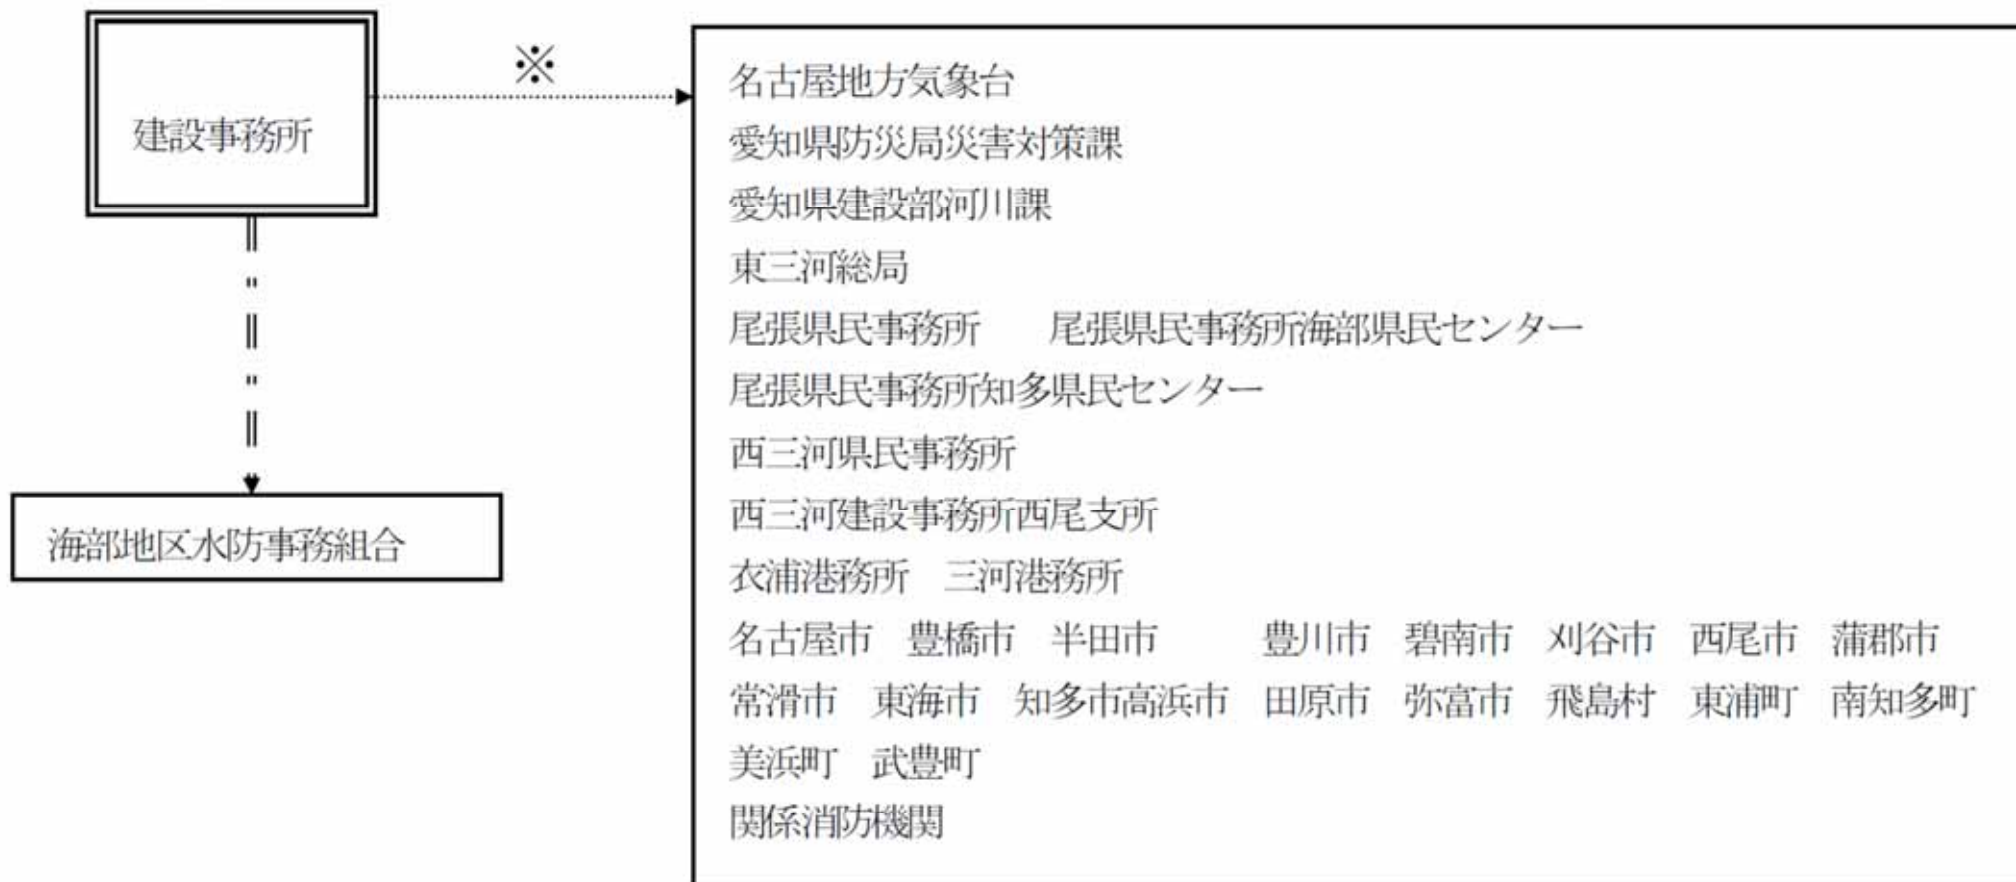 建設事務所
※
海部地区水防事務組合
名古屋地方気象台
愛知県防災局災害対策課
愛知県建設部河川課
東三河総局
尾張県民事務所　　尾張県民事務所海部県民センター
尾張県民事務所知多県民センター
西三河県民事務所
西三河建設事務所西尾支所
衣浦港務所　三河港務所
名古屋市　豊橋市　半田市　　　豊川市　碧南市　刈谷市　西尾市　蒲郡市
常滑市　東海市　知多市高浜市　田原市　弥富市　飛島村　東浦町　南知多町
美浜町　武豊町
関係消防機関